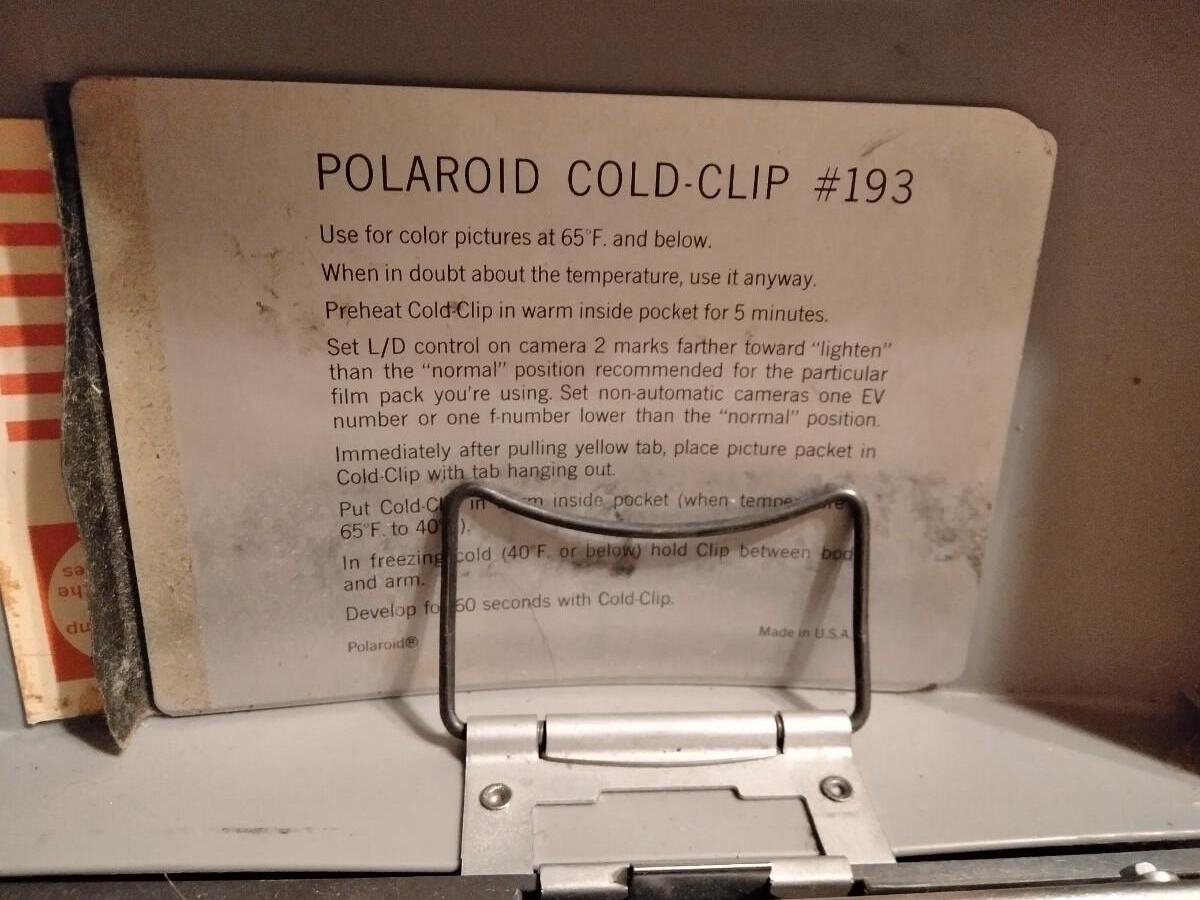 POLAROID COLD-CLIP #193
Use for color pictures at 65°F. and below.
When in doubt about the temperature, use it anyway.
Preheat Cold-Clip in warm inside pocket for 5 minutes.
Set L/D control on camera 2 marks farther toward "lighten"
than the "normal" position recommended for the particular
film pack you're using. Set non-automatic cameras one EV
number or one f-number lower than the "normal" position.
Immediately after pulling yellow tab, place picture packet in
Cold-Clip with tab hanging out.
Put Cold-Cl in inside pocket (when
65°F. to 40 ).
In freezing cold (40°F. or below) hold Clip between bod
and arm.
Develop fo 60 seconds with Cold-Clip.
Polaroid® Made in U.S.A.
the